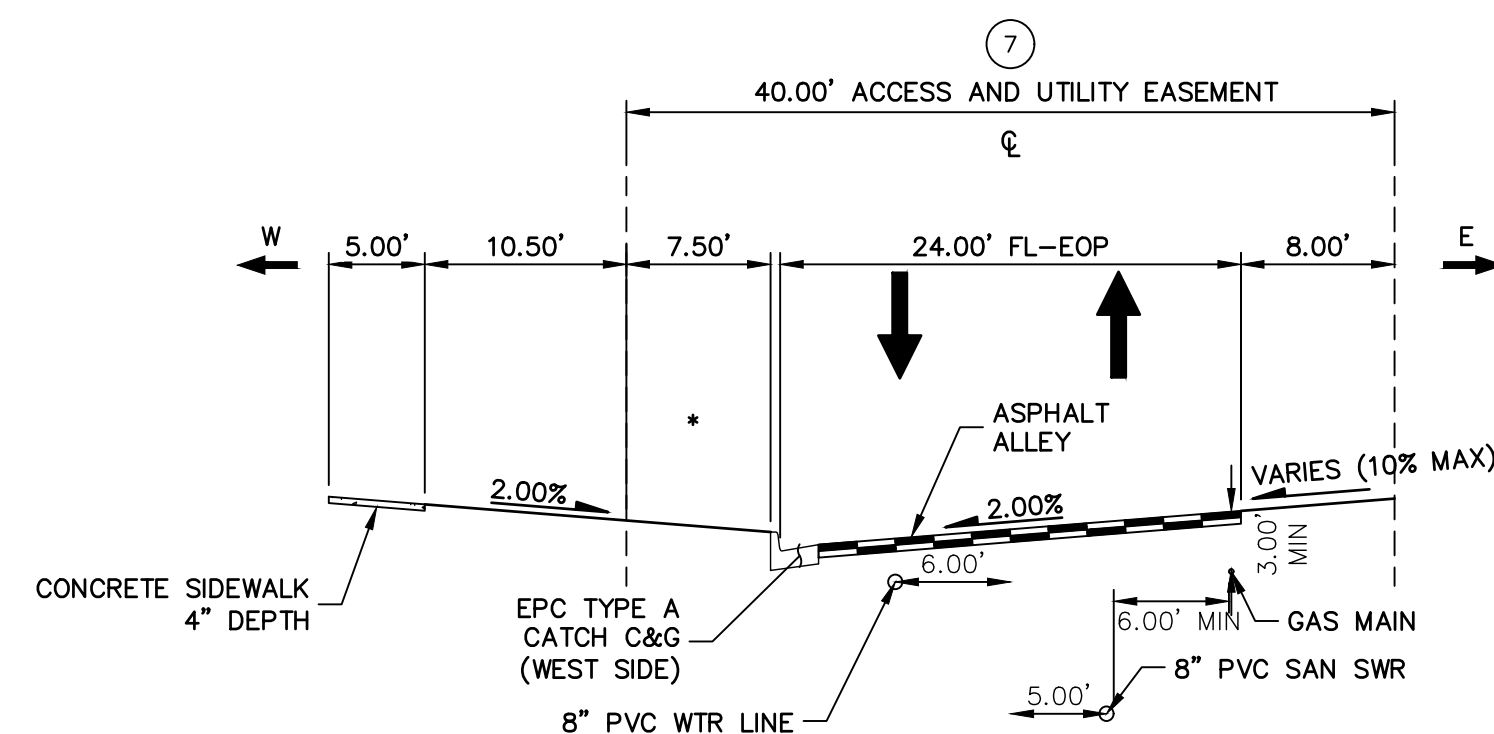 7
40.00' ACCESS AND UTILITY EASEMENT
℄
W
5.00'
10.50'
7.50'
24.00' FL-EOP
8.00'
E
*
ASPHALT
ALLEY
VARIES (10% MAX)
2.00%
2.00%
3.00'
MIN
6.00'
CONCRETE SIDEWALK
4" DEPTH
EPC TYPE A
CATCH C&G
(WEST SIDE)
6.00' MIN
GAS MAIN
8" PVC SAN SWR
5.00'
8" PVC WTR LINE